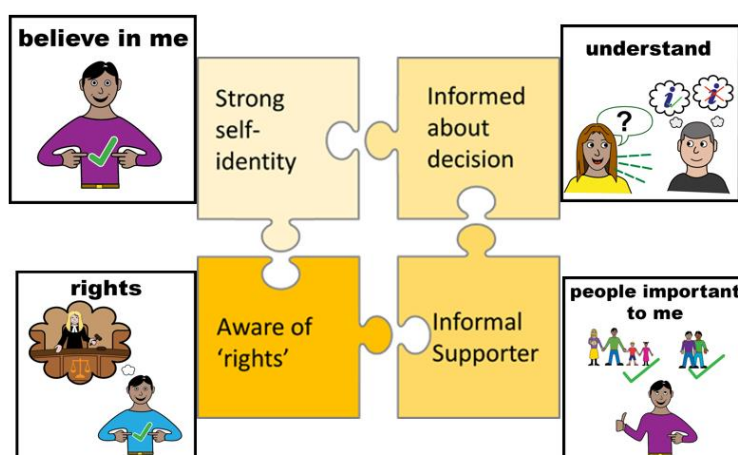 believe in me
Strong
self-
identity
Informed
about
decision
understand
?
i
i
rights
Aware of
‘rights’
Informal
Supporter
people important
to me